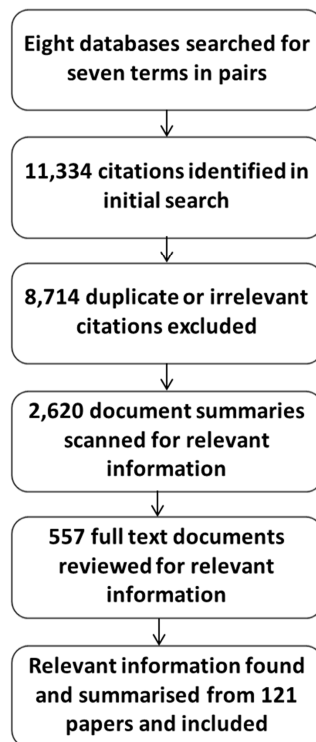 Eight databases searched for
seven terms in pairs
11,334 citations identified in
initial search
8,714 duplicate or irrelevant
citations excluded
2,620 document summaries
scanned for relevant
information
557 full text documents
reviewed for relevant
information
Relevant information found
and summarised from 121
papers and included